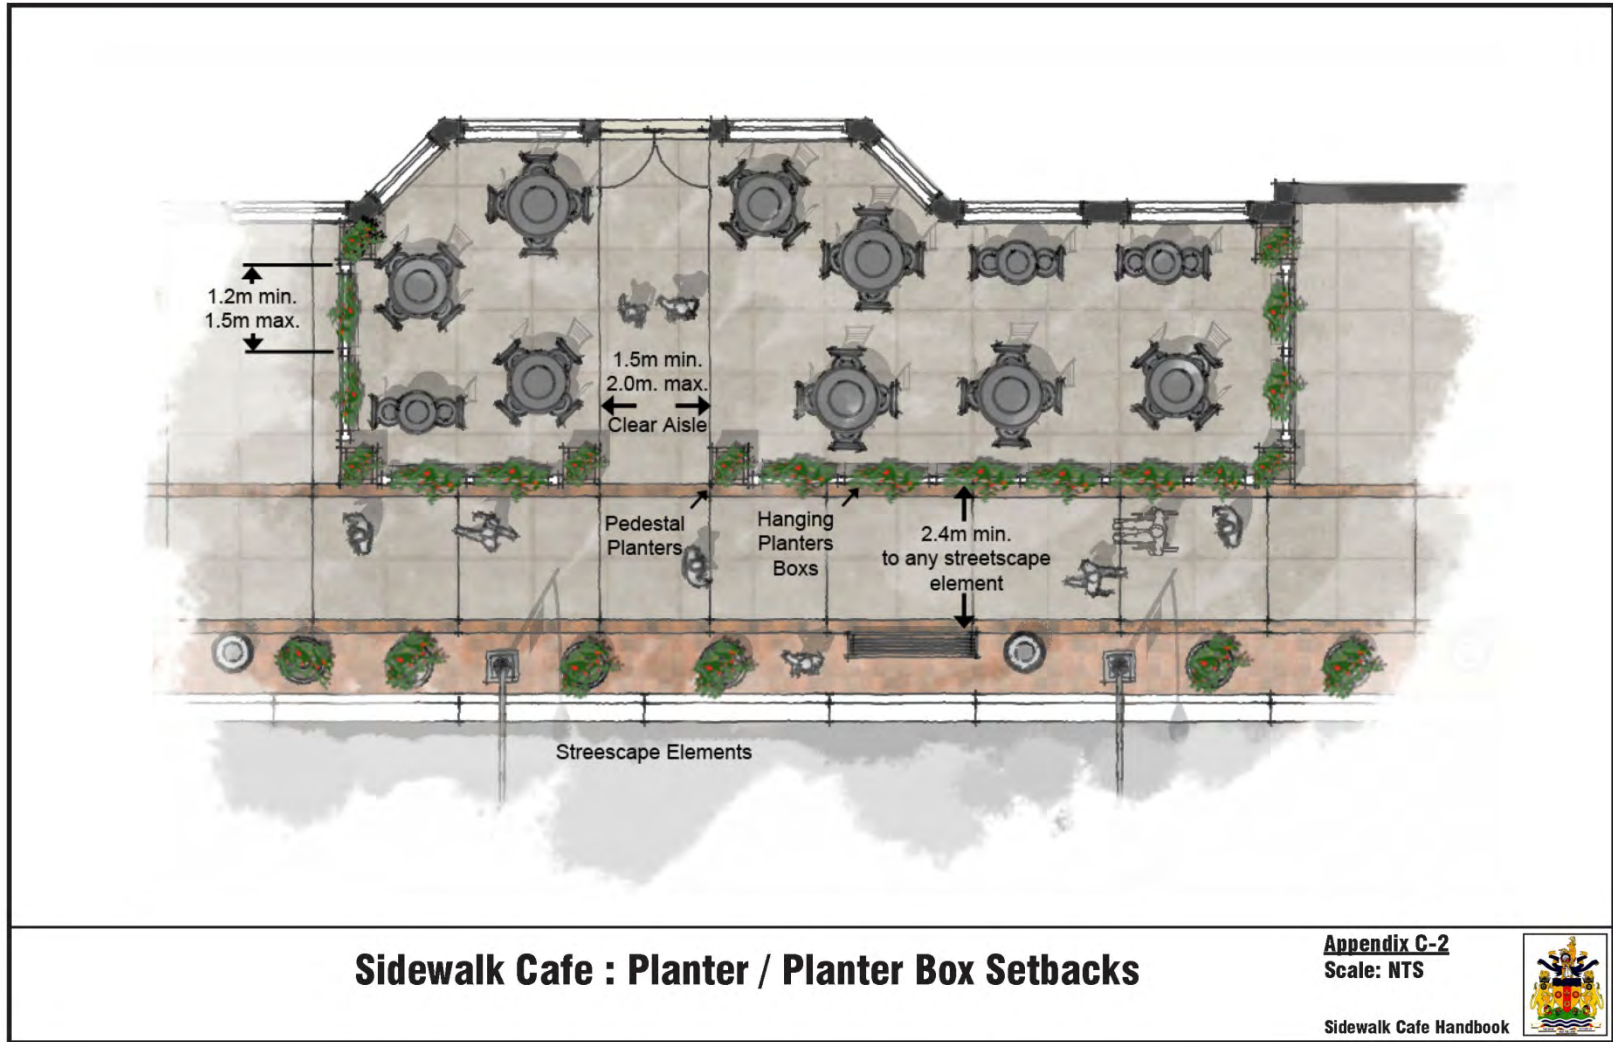 1.2m min.
1.5m max.
1.5m min.
2.0m. max.
Clear Aisle
Pedestal
Planters
Hanging
Planters
Boxs
2.4m min.
to any streetscape
element
Streescape Elements
Sidewalk Cafe : Planter / Planter Box Setbacks
Appendix C-2
Scale: NTS
Sidewalk Cafe Handbook